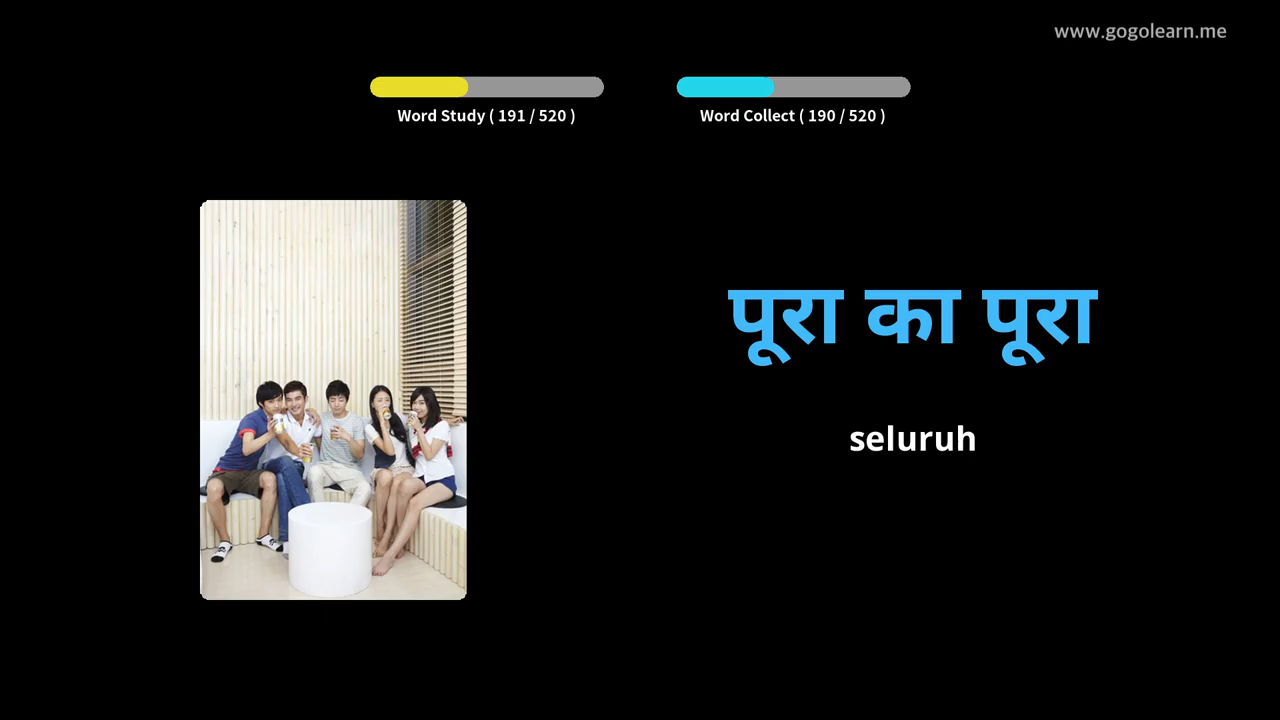 www.gogolearn.me
Word Study ( 191 / 520 )
Word Collect ( 190 / 520 )
पूरा का पूरा
seluruh